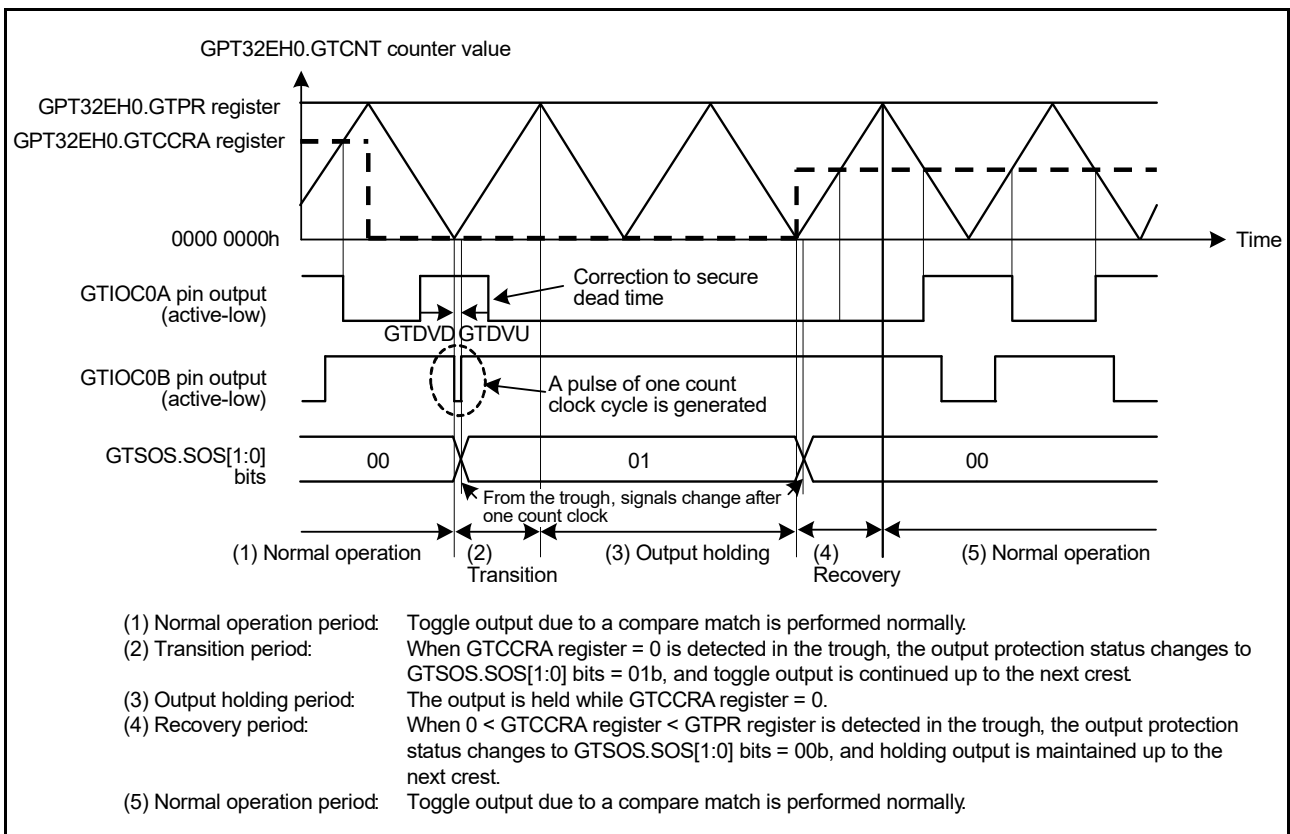 GPT32EH0.GTCNT counter value
GPT32EH0.GTPR register
GPT32EH0.GTCCRA register
0000 0000h
Time
GTIOC0A pin output
(active-low)
Correction to secure
dead time
GTDVD GTDVU
GTIOC0B pin output
(active-low)
A pulse of one count
clock cycle is generated
GTSOS.SOS[1:0]
bits
00
01
00
From the trough, signals change after
one count clock
(1) Normal operation
(2)
Transition
(3) Output holding
(4)
Recovery
(5) Normal operation
(1) Normal operation period: Toggle output due to a compare match is performed normally.
(2) Transition period: When GTCCRA register = 0 is detected in the trough, the output protection status changes to
GTSOS.SOS[1:0] bits = 01b, and toggle output is continued up to the next crest.
(3) Output holding period: The output is held while GTCCRA register = 0.
(4) Recovery period: When 0 < GTCCRA register < GTPR register is detected in the trough, the output protection
status changes to GTSOS.SOS[1:0] bits = 00b, and holding output is maintained up to the
next crest.
(5) Normal operation period: Toggle output due to a compare match is performed normally.